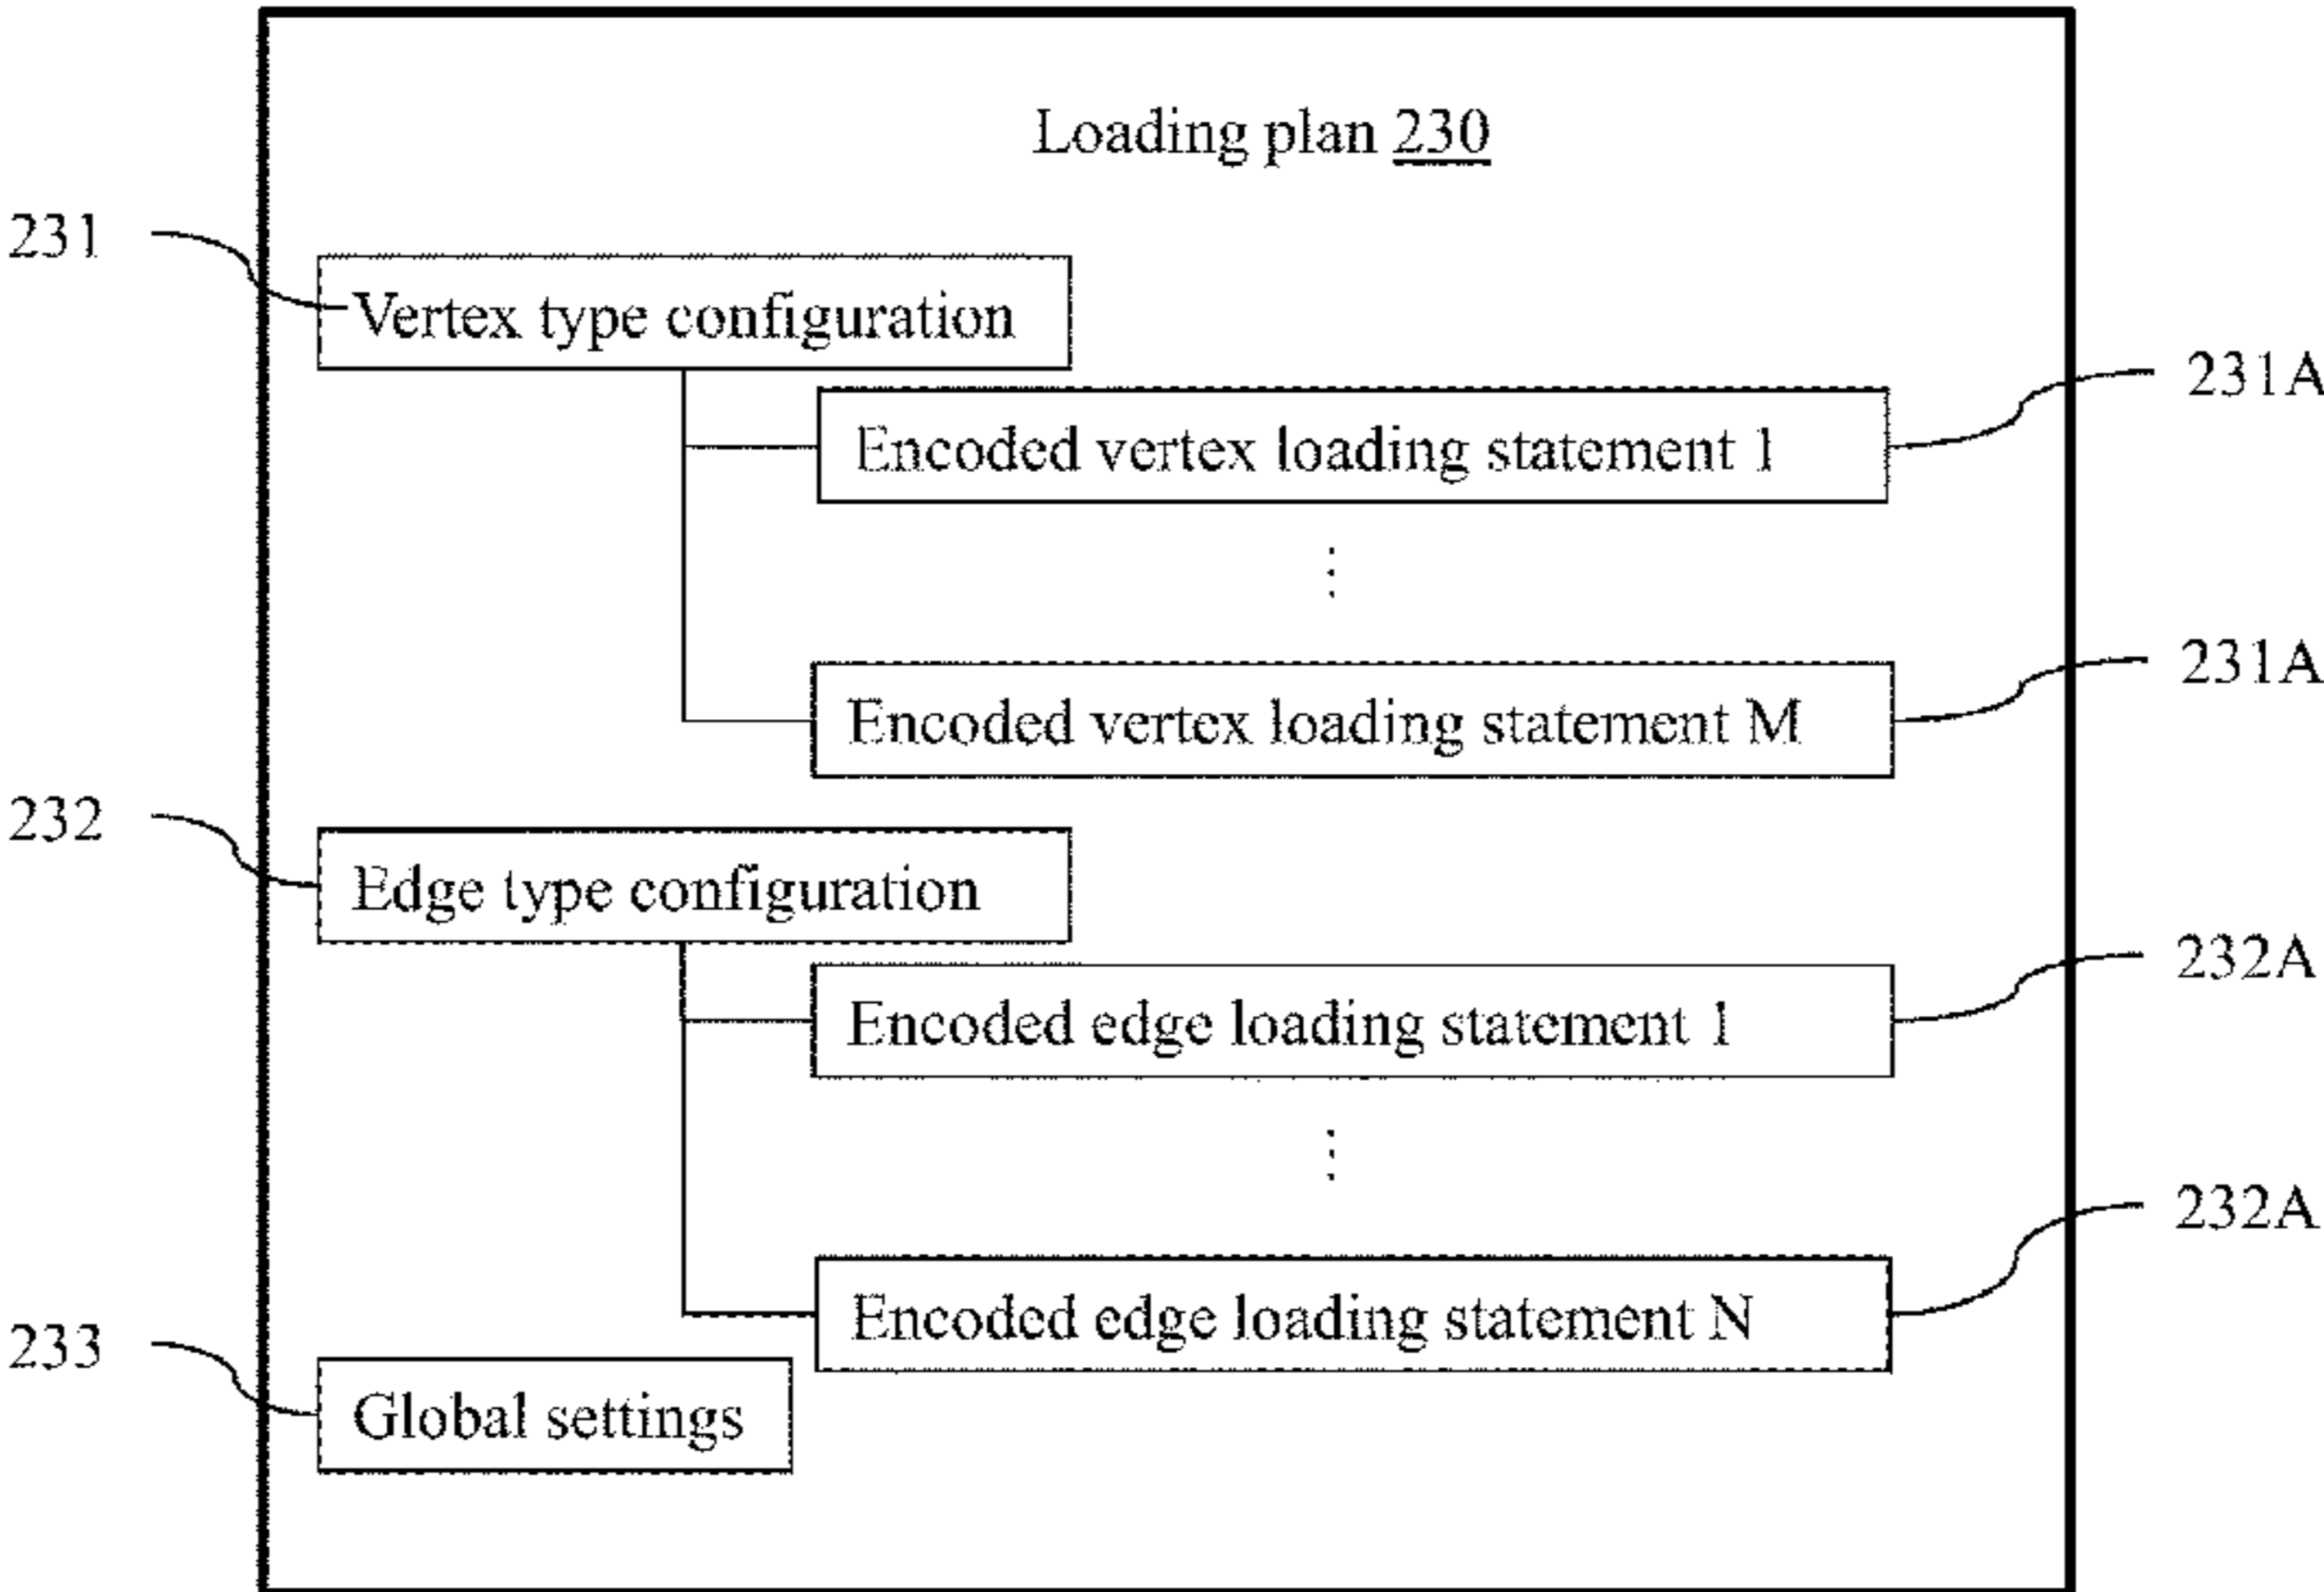 Loading plan 230
231
Vertex type configuration
231A
Encoded vertex loading statement 1
⋮
231A
Encoded vertex loading statement M
232
Edge type configuration
232A
Encoded edge loading statement 1
⋮
232A
Encoded edge loading statement N
233
Global settings